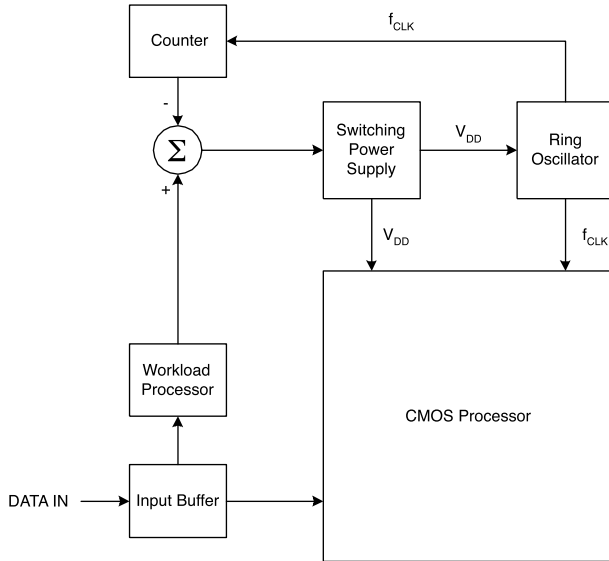 f_CLK
Counter
-
Σ
+
Switching
Power
Supply
V_DD
Ring
Oscillator
V_DD
f_CLK
Workload
Processor
CMOS Processor
DATA IN
Input Buffer